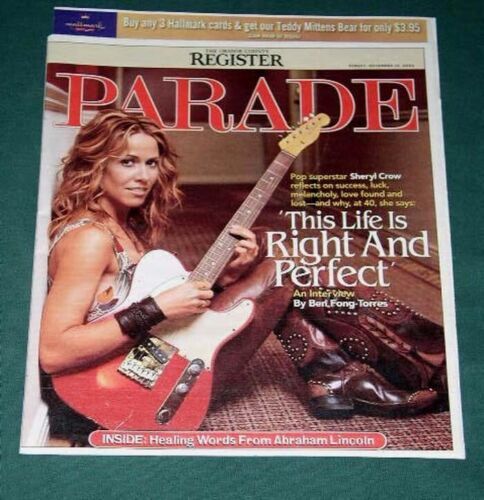 Hallmark
Buy any 3 Hallmark cards & get our Teddy Mittens Bear for only $3.95
THE ORANGE COUNTY
REGISTER
PARADE
Pop superstar Sheryl Crow
reflects on success, luck,
melancholy, love found and
lost—and why, at 40, she says:
'This Life Is
Right And
Perfect'
An Interview
By Ben Fong-Torres
INSIDE: Healing Words From Abraham Lincoln